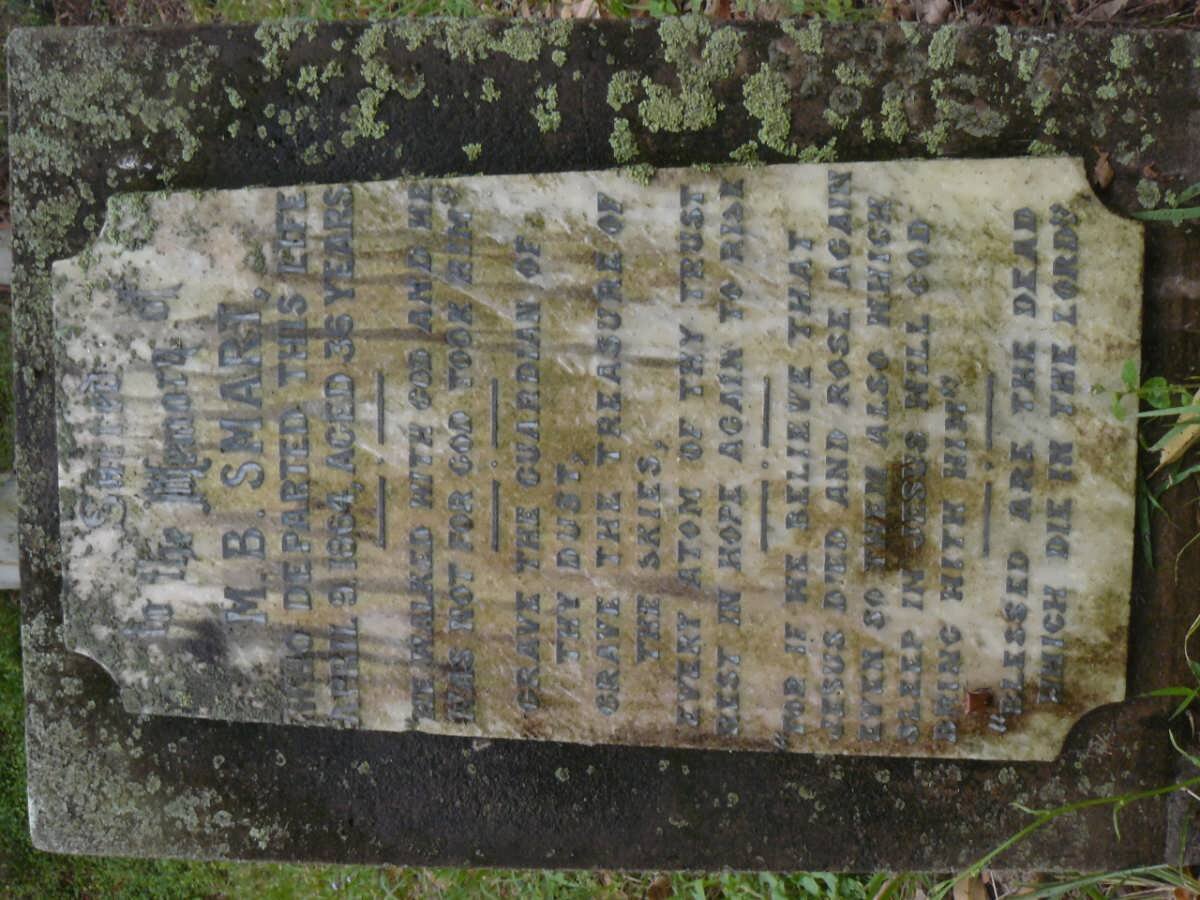 Sacred
to the Memory of
M. B. SMART,
WHO DEPARTED THIS LIFE
APRIL 9. 1864, AGED 36 YEARS
HE WALKED WITH GOD AND HE
WAS NOT FOR GOD TOOK HIM.
GRAVE THE GUARDIAN OF
THY DUST,
GRAVE THE TREASURE OF
THE SKIES,
EVERY ATOM OF THY TRUST
REST IN HOPE AGAIN TO RISE
"FOR IF WE BELIEVE THAT
JESUS DIED AND ROSE AGAIN
EVEN SO THEM ALSO WHICH
SLEEP IN JESUS WILL GOD
BRING WITH HIM"
"BLESSED ARE THE DEAD
WHICH DIE IN THE LORD"